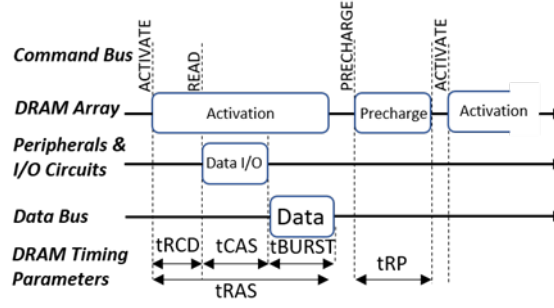 Command Bus
ACTIVATE
READ
PRECHARGE
ACTIVATE
DRAM Array
Activation
Precharge
Activation
Peripherals &
I/O Circuits
Data I/O
Data Bus
Data
DRAM Timing
Parameters
tRCD
tCAS
tBURST
tRP
tRAS